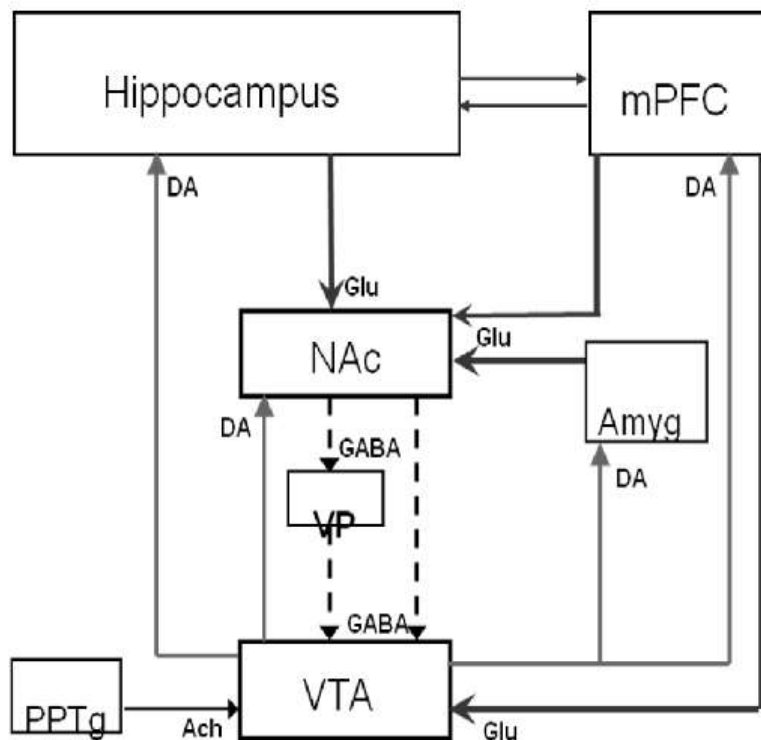 Hippocampus
mPFC
DA
DA
Glu
Glu
NAc
Amyg
DA
GABA
DA
VP
GABA
VTA
PPTg
Ach
Glu